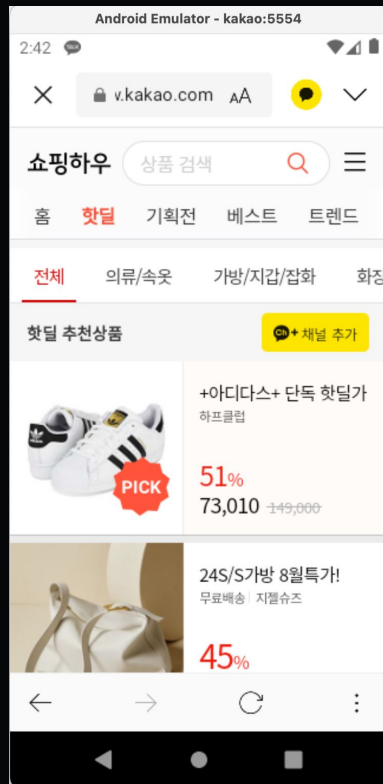 Android Emulator - kakao:5554
2:42
v.kakao.com AA
쇼핑하우 상품 검색
홈 핫딜 기획전 베스트 트렌드
전체 의류/속옷 가방/지갑/잡화 화장
핫딜 추천상품 Ch+ 채널 추가
+아디다스+ 단독 핫딜가
하프클럽
PICK
51%
73,010 149,000
24S/S가방 8월특가!
무료배송 지젤슈즈
45%